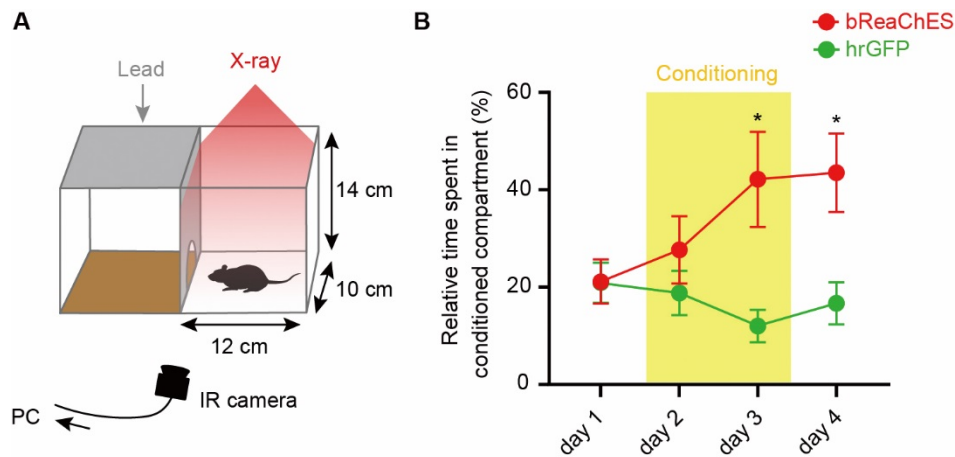 A
Lead
X-ray
14 cm
10 cm
12 cm
IR camera
PC
B
bReaChES
hrGFP
Conditioning
Relative time spent in
conditioned compartment (%)
60
40
20
0
*
*
day 1
day 2
day 3
day 4